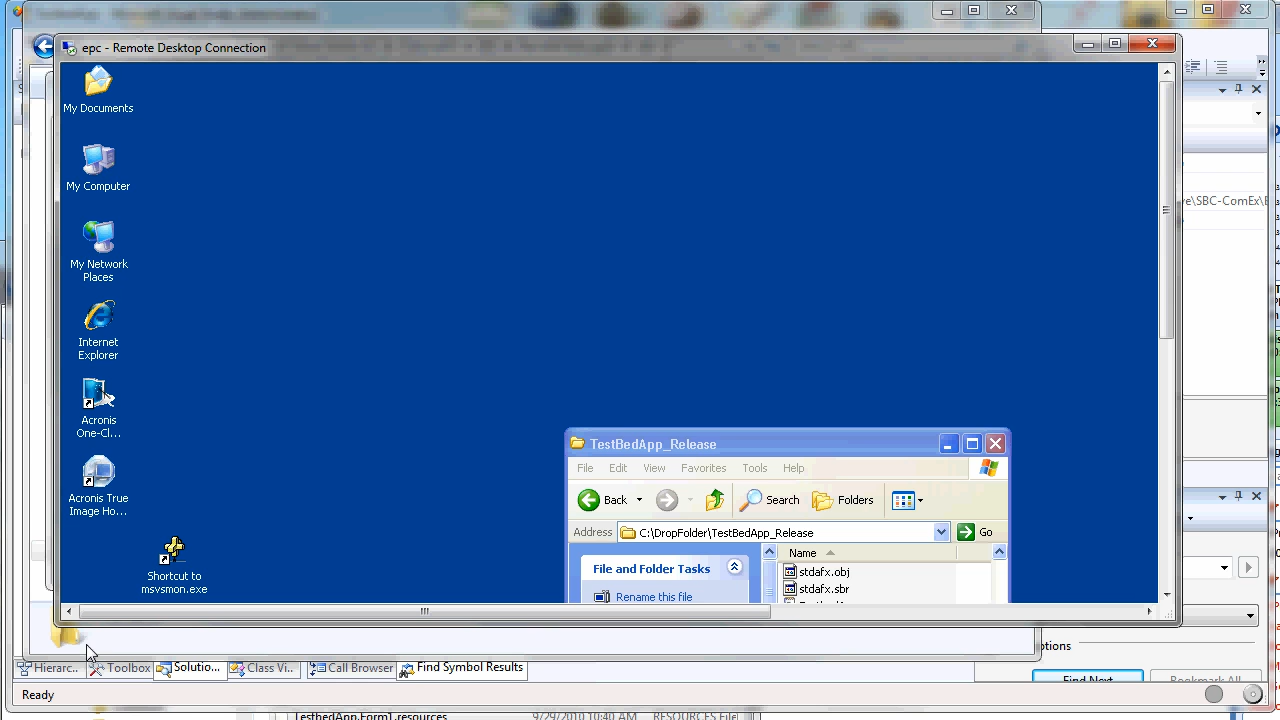 epc - Remote Desktop Connection
My Documents
My Computer
My Network
Places
Internet
Explorer
Acronis
One-Cl...
Acronis True
Image Ho...
Shortcut to
msvsmon.exe
TestBedApp_Release
File Edit View Favorites Tools Help
Back Search Folders
Address C:\DropFolder\TestBedApp_Release Go
File and Folder Tasks
Rename this file
Name
stdafx.obj
stdafx.sbr
ve\SBC-ComEx\
ptions
Find Next Bookmark All
Hierarc.. Toolbox Solutio... Class Vi.. Call Browser Find Symbol Results
Ready
TestbedApp.Form1.resources 9/29/2010 10:40 AM RESOURCES File